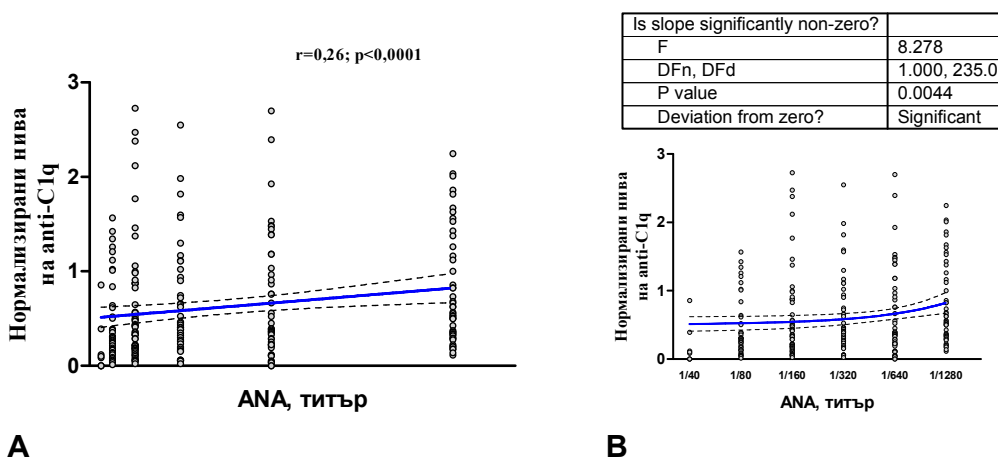 r=0,26; p<0,0001
3
2
1
0
Нормализирани нива
на anti-C1q
ANA, титър
A
Is slope significantly non-zero?
F 8.278
DFn, DFd 1.000, 235.0
P value 0.0044
Deviation from zero? Significant
3
2
1
0
Нормализирани нива
на anti-C1q
1/40 1/80 1/160 1/320 1/640 1/1280
ANA, титър
B